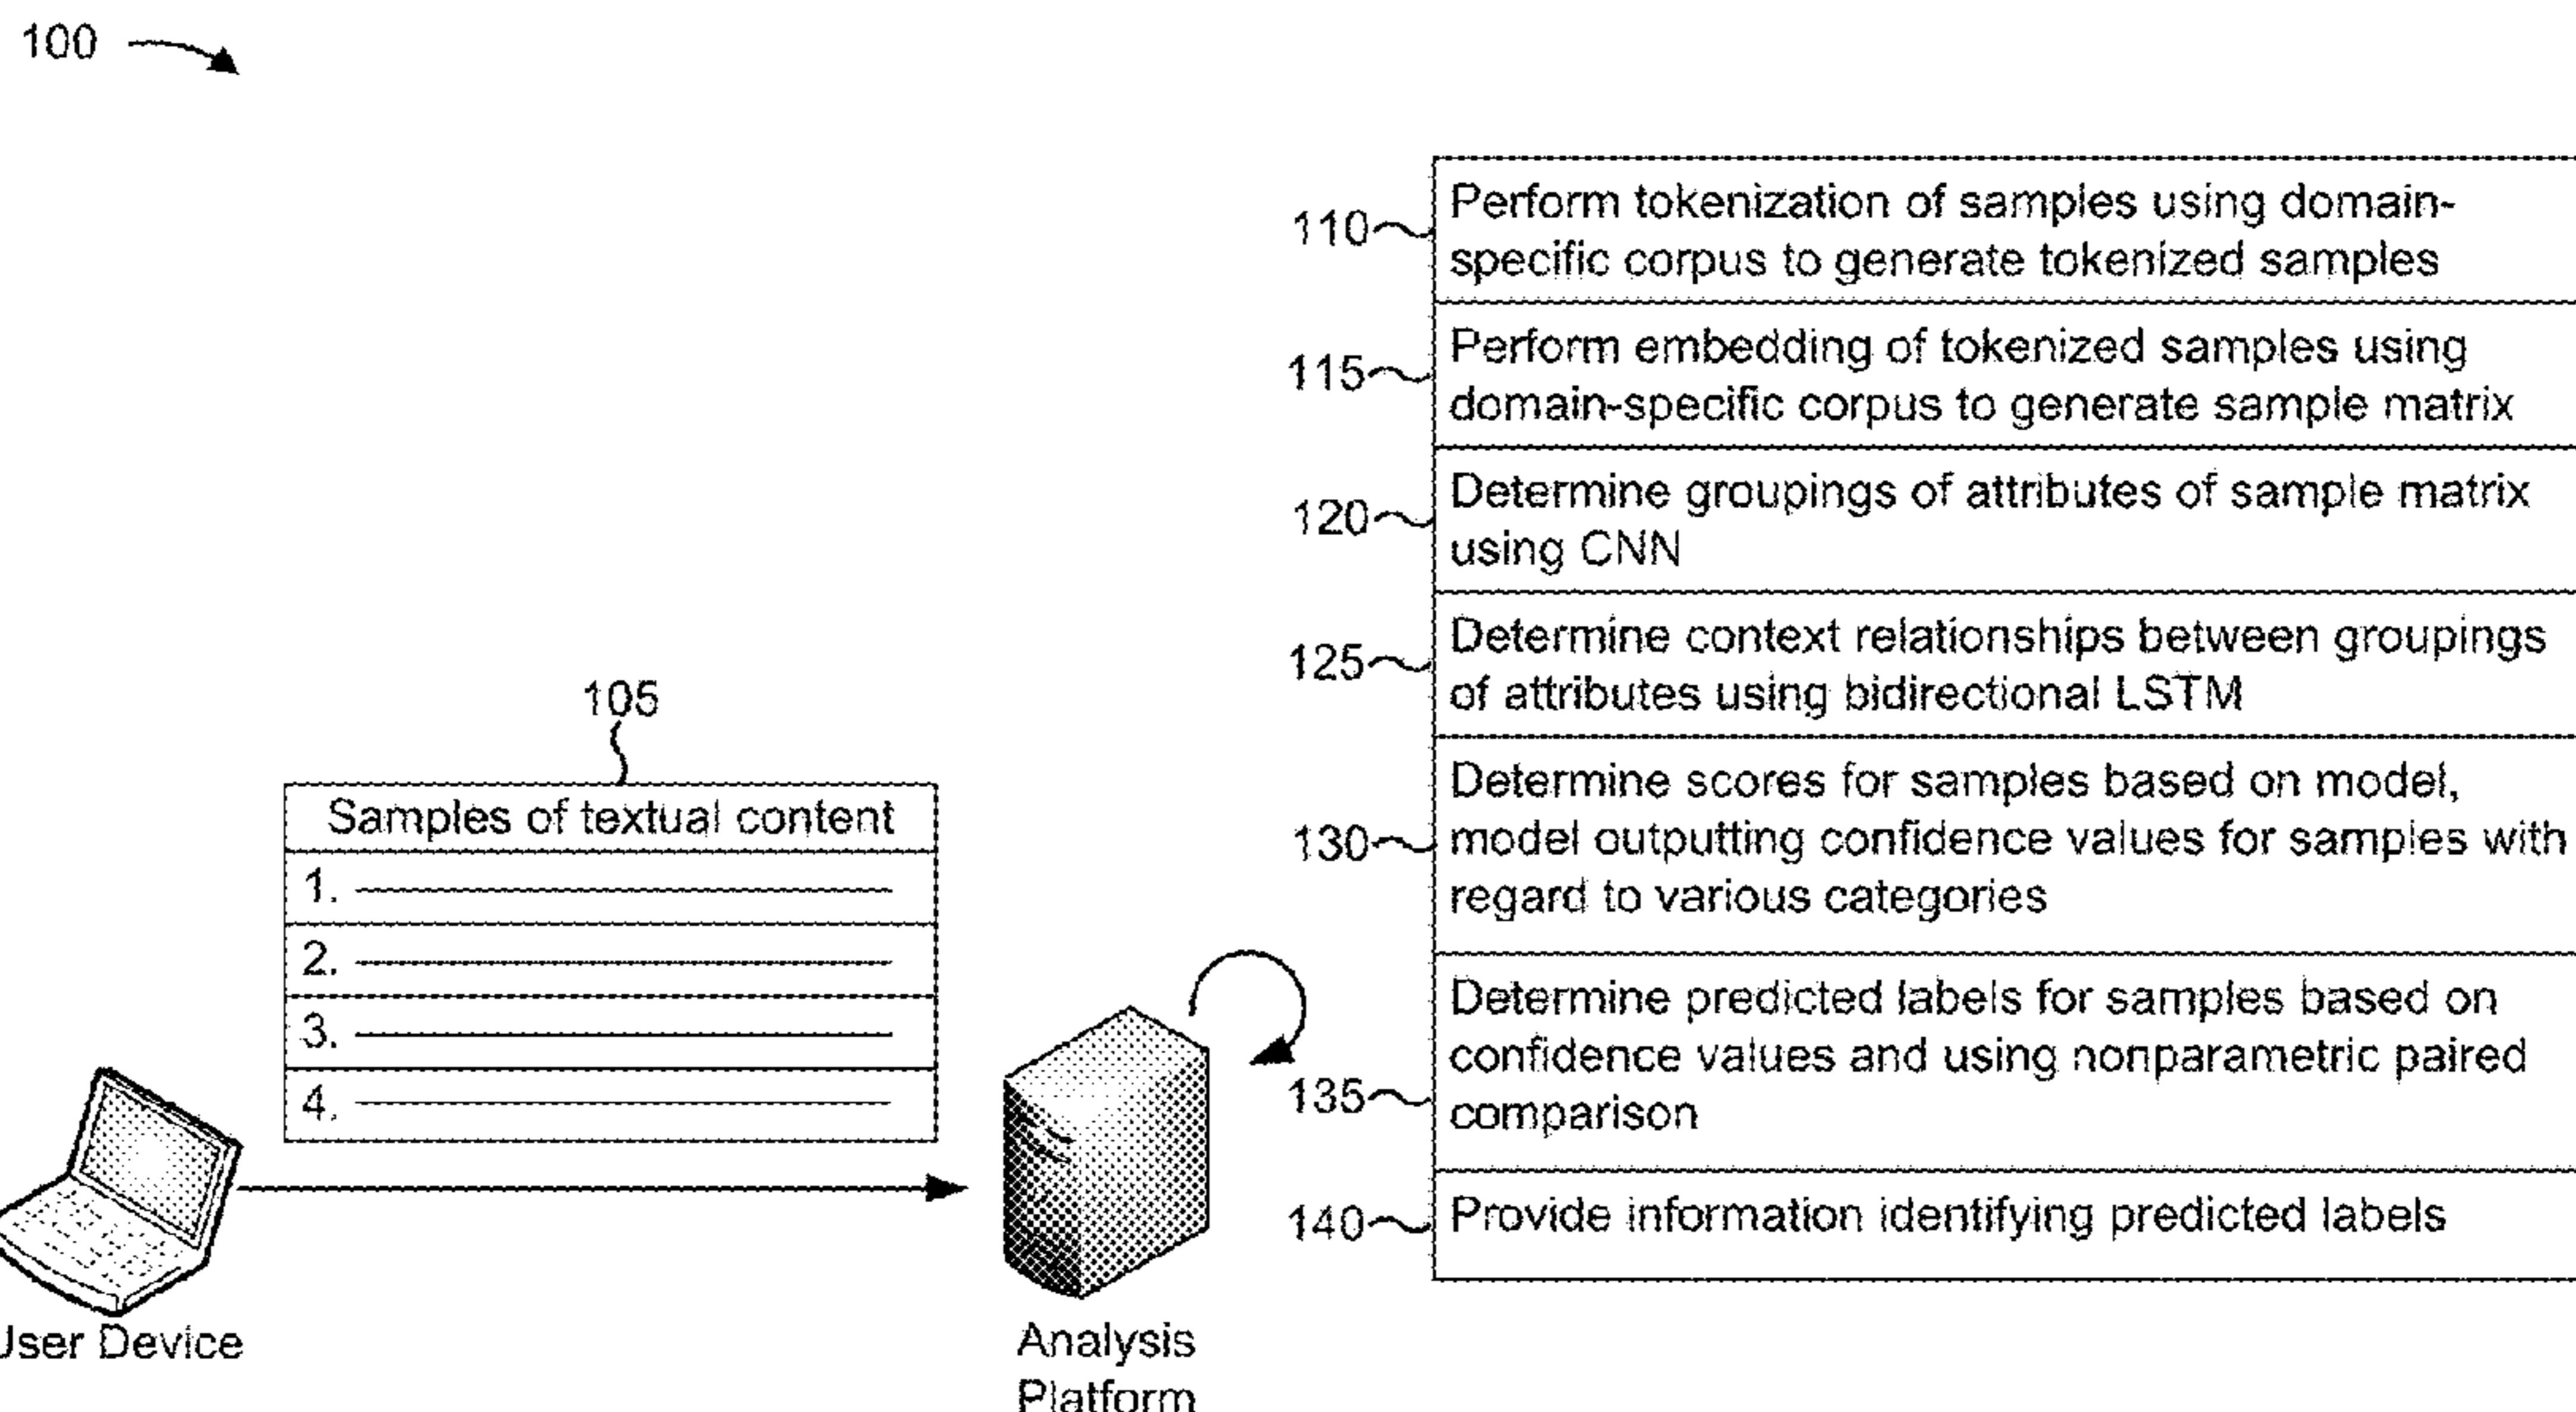 100
110
Perform tokenization of samples using domain-
specific corpus to generate tokenized samples
115
Perform embedding of tokenized samples using
domain-specific corpus to generate sample matrix
120
Determine groupings of attributes of sample matrix
using CNN
125
Determine context relationships between groupings
of attributes using bidirectional LSTM
130
Determine scores for samples based on model,
model outputting confidence values for samples with
regard to various categories
135
Determine predicted labels for samples based on
confidence values and using nonparametric paired
comparison
140
Provide information identifying predicted labels
105
Samples of textual content
1.
2.
3.
4.
User Device
Analysis
Platform